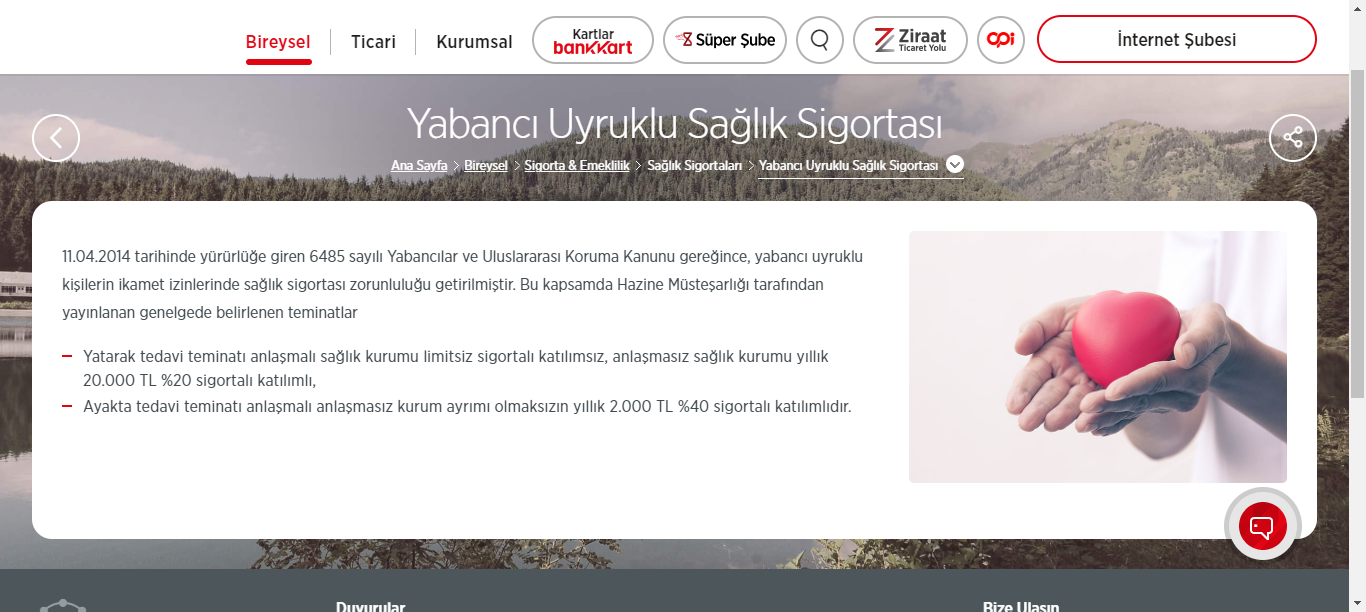 Bireysel
Ticari
Kurumsal
Kartlar
bankkart
Süper Şube
Ziraat
Ticaret Yolu
opi
İnternet Şubesi
Yabancı Uyruklu Sağlık Sigortası
Ana Sayfa > Bireysel > Sigorta & Emeklilik > Sağlık Sigortaları > Yabancı Uyruklu Sağlık Sigortası
11.04.2014 tarihinde yürürlüğe giren 6485 sayılı Yabancılar ve Uluslararası Koruma Kanunu gereğince, yabancı uyruklu
kişilerin ikamet izinlerinde sağlık sigortası zorunluluğu getirilmiştir. Bu kapsamda Hazine Müsteşarlığı tarafından
yayınlanan genelgede belirlenen teminatlar
Yatarak tedavi teminatı anlaşmalı sağlık kurumu limitsiz sigortalı katılımsız, anlaşmasız sağlık kurumu yıllık
20.000 TL %20 sigortalı katılımlı,
Ayakta tedavi teminatı anlaşmalı anlaşmasız kurum ayrımı olmaksızın yıllık 2.000 TL %40 sigortalı katılımlıdır.
Duyurular
Bize Ulaşın